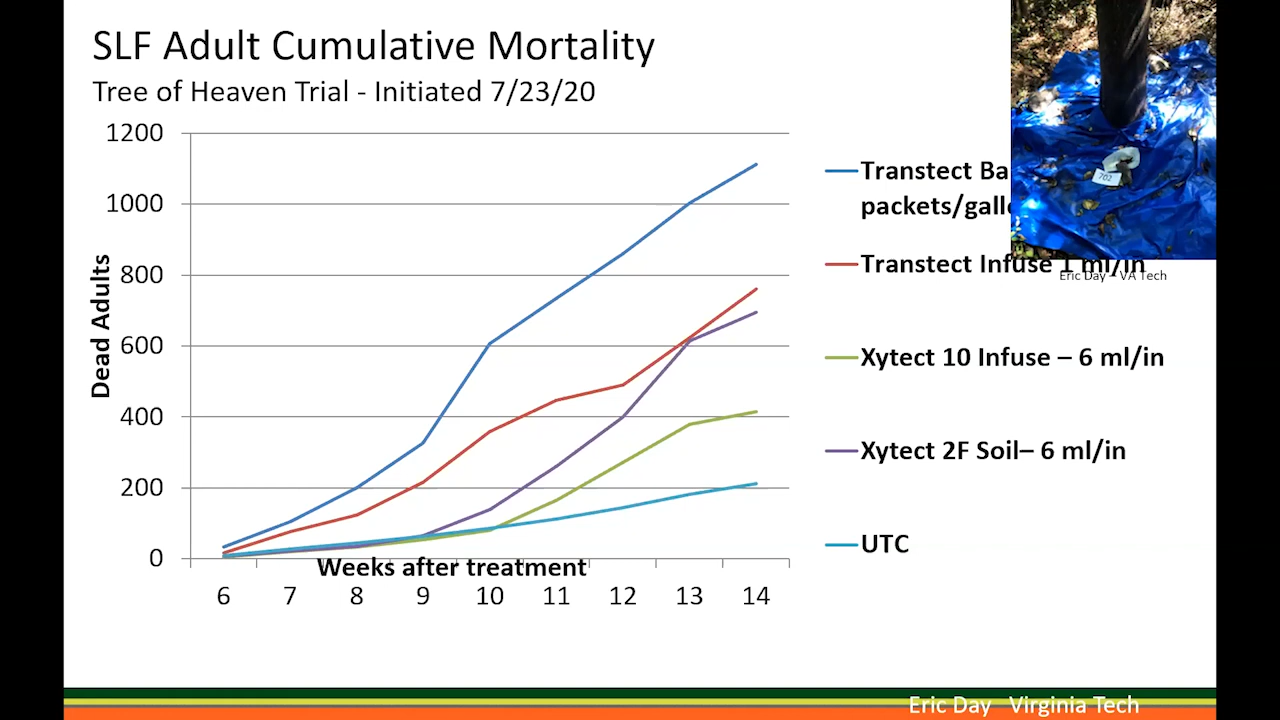 SLF Adult Cumulative Mortality
Tree of Heaven Trial - Initiated 7/23/20
1200
1000
800
600
400
200
0
Dead Adults
Weeks after treatment
6 7 8 9 10 11 12 13 14
Transtect
Transtect Infuse 1 ml/in
Xytect 10 Infuse – 6 ml/in
Xytect 2F Soil– 6 ml/in
UTC
702
Eric Day – VA Tech
Eric Day Virginia Tech